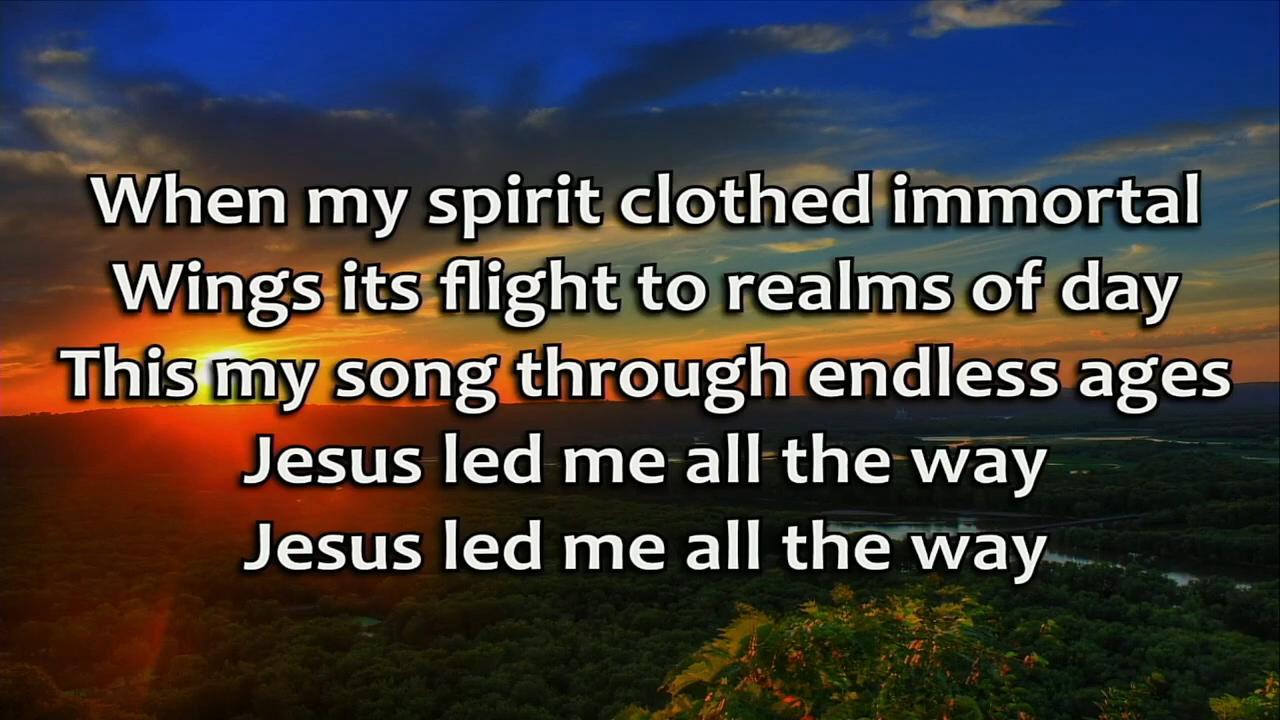 When my spirit clothed immortal
Wings its flight to realms of day
This my song through endless ages
Jesus led me all the way
Jesus led me all the way